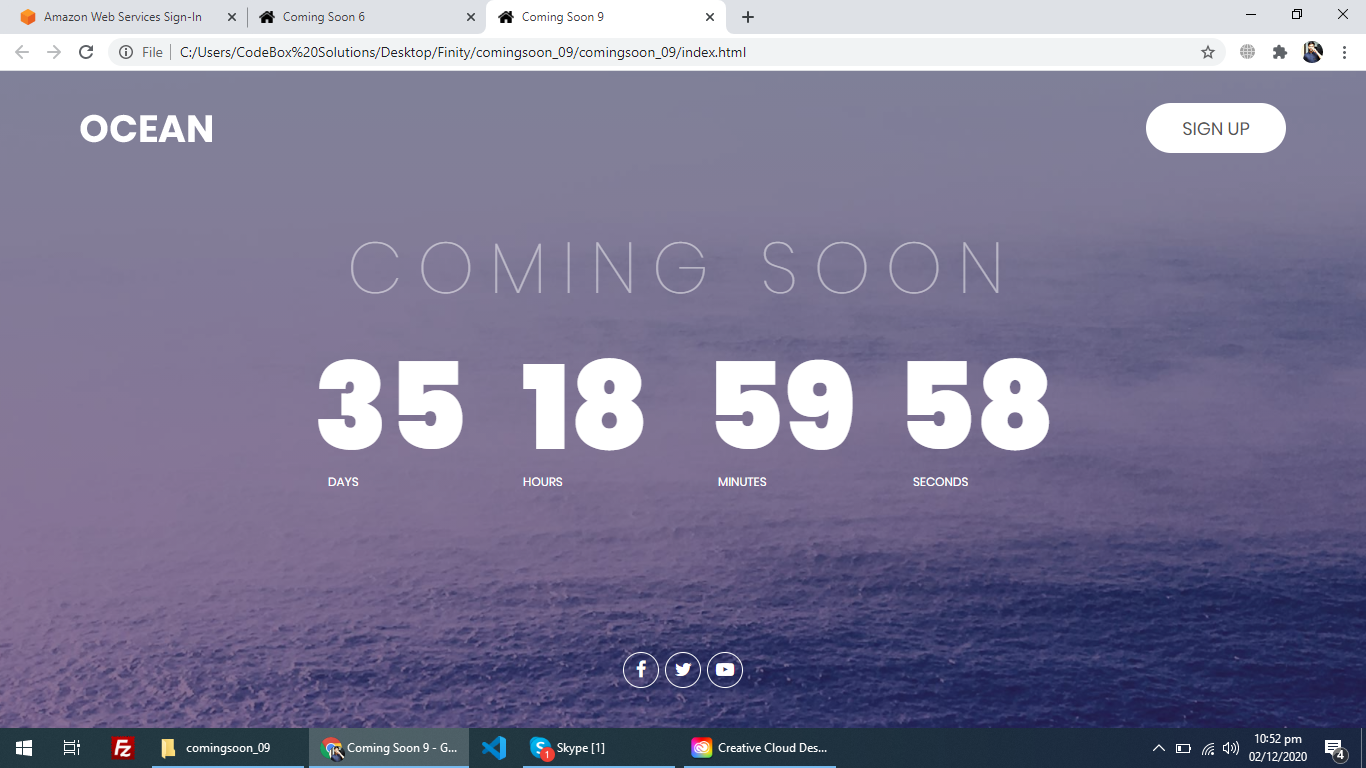 Amazon Web Services Sign-In
Coming Soon 6
Coming Soon 9
File
C:/Users/CodeBox%20Solutions/Desktop/Finity/comingsoon_09/comingsoon_09/index.html
OCEAN
SIGN UP
COMING SOON
35 18 59 58
DAYS HOURS MINUTES SECONDS
Fz
comingsoon_09
Coming Soon 9 - G...
1
Skype [1]
Creative Cloud Des...
10:52 pm
02/12/2020
4